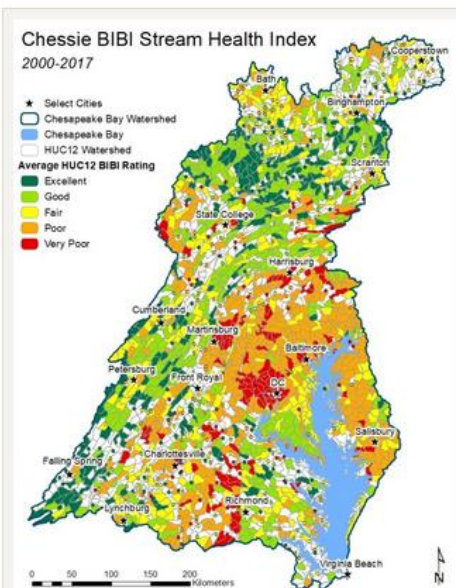 Chessie BIBI Stream Health Index
2000-2017
Select Cities
Chesapeake Bay Watershed
Chesapeake Bay
HUC12 Watershed
Average HUC12 BIBI Rating
Excellent
Good
Fair
Poor
Very Poor
Cooperstown
Bath
Binghampton
Scranton
State College
Harrisburg
Cumberland
Martinsburg
Baltimore
Petersburg
Front Royal
DC
Salisbury
Falling Spring
Charlottesville
Lynchburg
Richmond
Virginia Beach
0 50 100 150 200
Kilometers
N